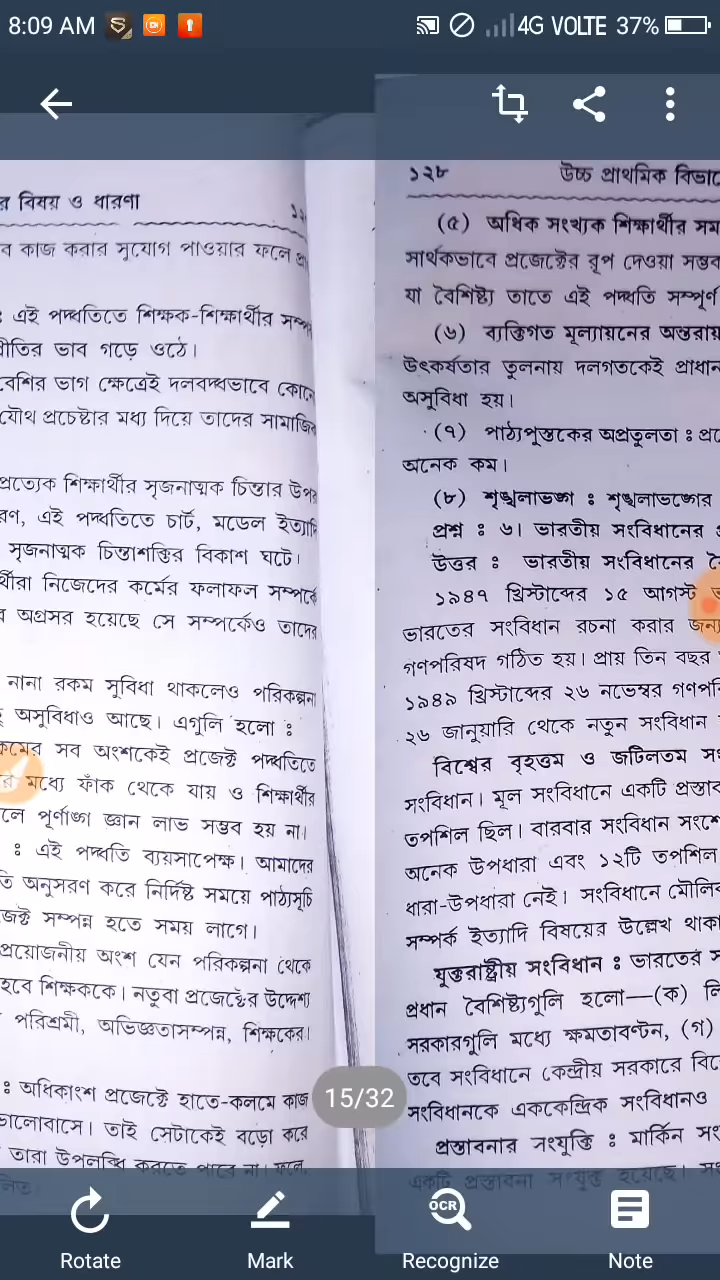 8:09 AM
4G VOLTE 37%
র বিষয় ও ধারণা
ব কাজ করার সুযোগ পাওয়ার ফলে
: এই পদ্ধতিতে শিক্ষক-শিক্ষার্থীর
প্রীতির ভাব গড়ে ওঠে।
বেশির ভাগ ক্ষেত্রেই দলবদ্ধভাবে কোনো
যৌথ প্রচেষ্টার মধ্য দিয়ে তাদের সামাজিক
প্রত্যেক শিক্ষার্থীর সৃজনাত্মক চিন্তার উপর
রণ, এই পদ্ধতিতে চার্ট, মডেল ইত্যাদি
সৃজনাত্মক চিন্তাশক্তির বিকাশ ঘটে।
র্থীরা নিজেদের কর্মের ফলাফল সম্পর্কে
অগ্রসর হয়েছে সে সম্পর্কেও তাদের
নানা রকম সুবিধা থাকলেও পরিকল্পনা
অসুবিধাও আছে। এগুলি হলো :
ক্রমের সব অংশকেই প্রজেক্ট পদ্ধতিতে
র মধ্যে ফাঁক থেকে যায় ও শিক্ষার্থীর
লে পূর্ণাঙ্গ জ্ঞান লাভ সম্ভব হয় না।
: এই পদ্ধতি ব্যয়সাপেক্ষ। আমাদের
তি অনুসরণ করে নির্দিষ্ট সময়ে পাঠ্যসূচি
জেক্ট সম্পন্ন হতে সময় লাগে।
প্রয়োজনীয় অংশ যেন পরিকল্পনা থেকে
হবে শিক্ষককে। নতুবা প্রজেক্টের উদ্দেশ্য
পরিশ্রমী, অভিজ্ঞতাসম্পন্ন, শিক্ষকের।
: অধিকাংশ প্রজেক্টে হাতে-কলমে কাজ
ভালোবাসে। তাই সেটাকেই বড়ো করে
তারা উপলব্ধি করতে পারে না। ফলে,
১২৮ উচ্চ প্রাথমিক বিভাগে
(৫) অধিক সংখ্যক শিক্ষার্থীর সম
সার্থকভাবে প্রজেক্টের রূপ দেওয়া সম্ভব
যা বৈশিষ্ট্য তাতে এই পদ্ধতি সম্পূর্ণ
(৬) ব্যক্তিগত মূল্যায়নের অন্তরায়
উৎকর্ষতার তুলনায় দলগতকেই প্রাধান
অসুবিধা হয়।
(৭) পাঠ্যপুস্তকের অপ্রতুলতা : প্র
অনেক কম।
(৮) শৃঙ্খলাভঙ্গ : শৃঙ্খলাভঙ্গের
প্রশ্ন : ৬। ভারতীয় সংবিধানের
উত্তর : ভারতীয় সংবিধানের বৈ
১৯৪৭ খ্রিস্টাব্দের ১৫ আগস্ট
ভারতের সংবিধান রচনা করার জন্য
গণপরিষদ গঠিত হয়। প্রায় তিন বছর
১৯৪৯ খ্রিস্টাব্দের ২৬ নভেম্বর গণপরি
২৬ জানুয়ারি থেকে নতুন সংবিধান
বিশ্বের বৃহত্তম ও জটিলতম সং
সংবিধান। মূল সংবিধানে একটি প্রস্তাব
তপশিল ছিল। বারবার সংবিধান সংশো
অনেক উপধারা এবং ১২টি তপশিল
ধারা-উপধারা নেই। সংবিধানে মৌলিক
সম্পর্ক ইত্যাদি বিষয়ের উল্লেখ থাকা
যুক্তরাষ্ট্রীয় সংবিধান : ভারতের স
প্রধান বৈশিষ্ট্যগুলি হলো—(ক) লি
সরকারগুলি মধ্যে ক্ষমতাবণ্টন, (গ)
তবে সংবিধানে কেন্দ্রীয় সরকারে বি
সংবিধানকে এককেন্দ্রিক সংবিধানও
প্রস্তাবনার সংযুক্তি : মার্কিন সং
একটি প্রস্তাবনা সংযুক্ত হয়েছে।
15/32
Rotate
Mark
OCR
Recognize
Note